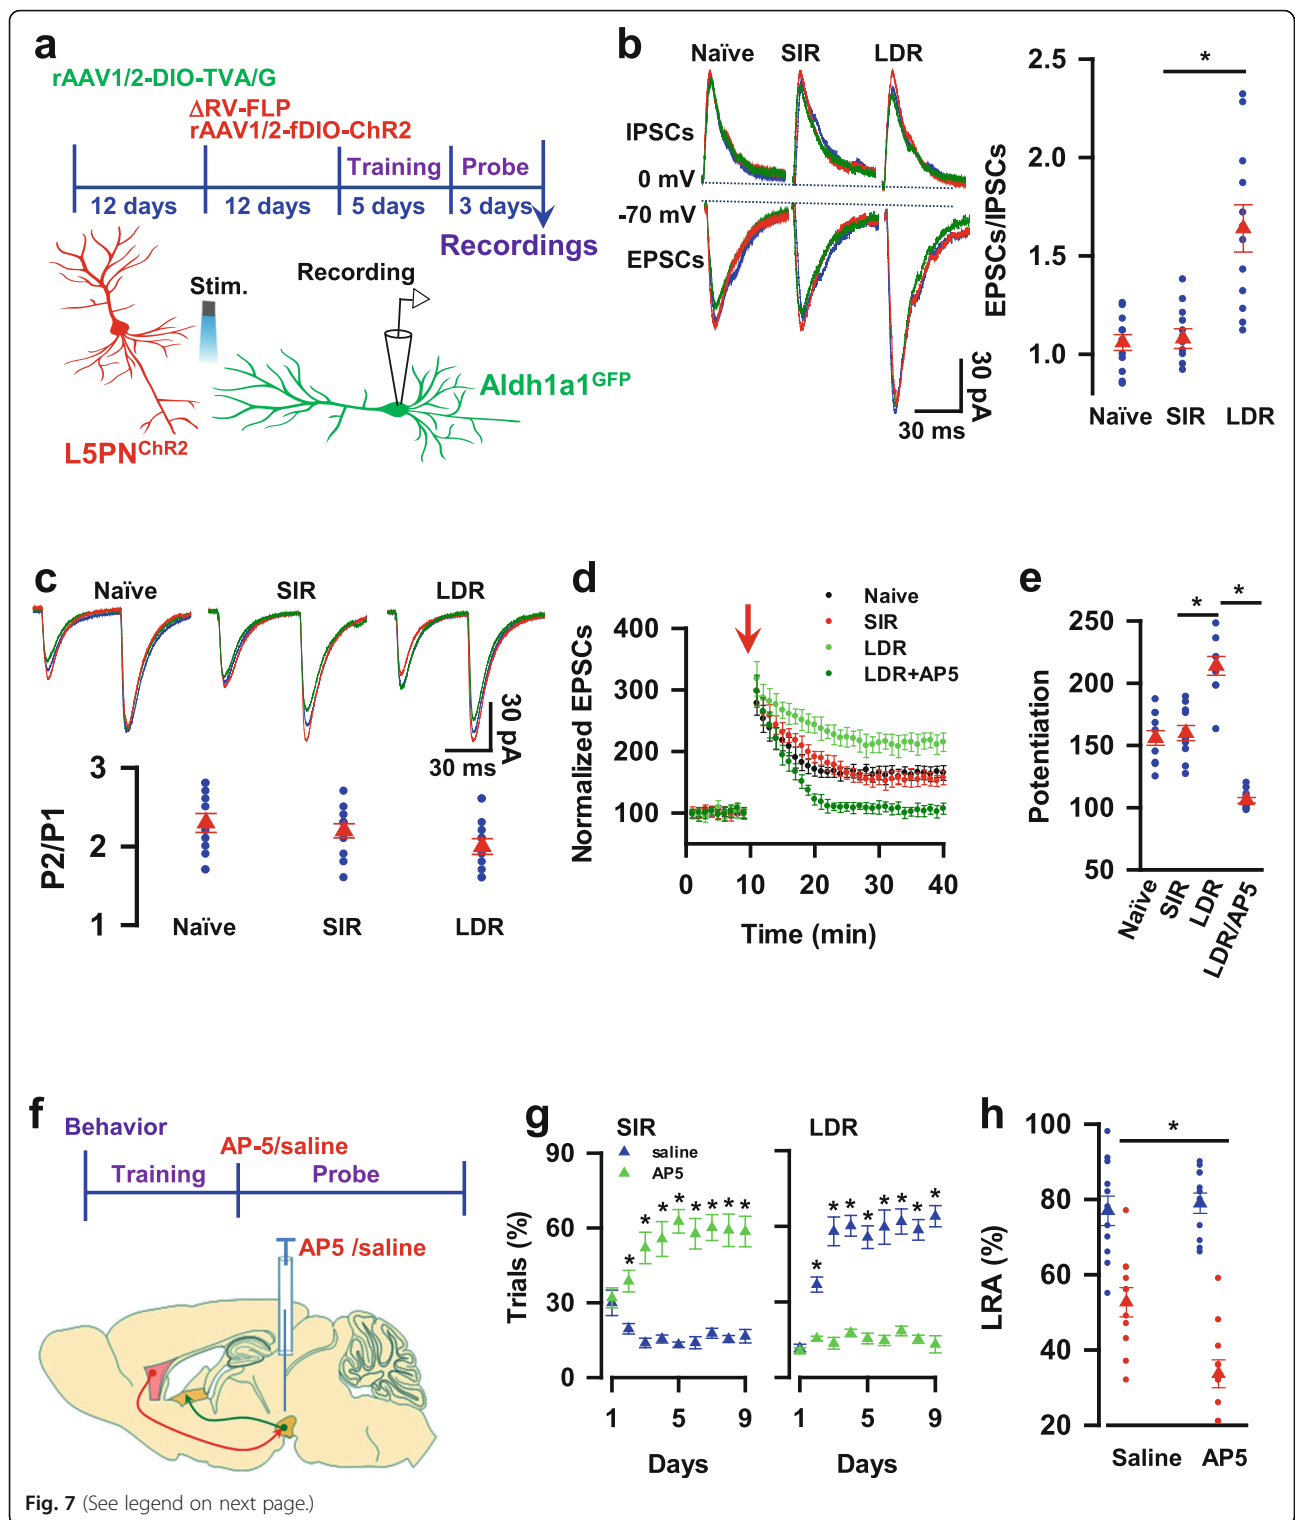 a
rAAV1/2-DIO-TVA/G
ΔRV-FLP
rAAV1/2-fDIO-ChR2
Training Probe
12 days 12 days 5 days 3 days
Recordings
Stim.
Recording
Aldh1a1GFP
L5PNChR2
b
Naïve SIR LDR
IPSCs
0 mV
-70 mV
EPSCs
30 pA
30 ms
EPSCs/IPSCs
2.5
2.0
1.5
1.0
*
Naïve SIR LDR
c
Naïve SIR LDR
30 pA
30 ms
P2/P1
3
2
1
Naïve SIR LDR
d
Normalized EPSCs
400
300
200
100
Naive
SIR
LDR
LDR+AP5
0 10 20 30 40
Time (min)
e
Potentiation
250
200
150
100
50
* *
Naïve SIR LDR LDR/AP5
f
Behavior
AP-5/saline
Training Probe
AP5 /saline
g
SIR LDR
saline
AP5
Trials (%)
90
60
30
0
* * * * * * * *
* * * * * * * *
1 5 9 1 5 9
Days Days
h
LRA (%)
100
80
60
40
20
*
Saline AP5
Fig. 7 (See legend on next page.)